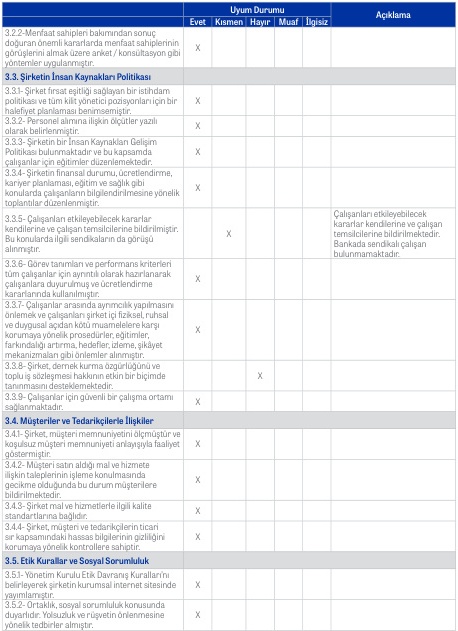 Uyum Durumu
Açıklama
Evet Kısmen Hayır Muaf İlgisiz
3.2.2-Menfaat sahipleri bakımından sonuç
doğuran önemli kararlarda menfaat sahiplerinin
görüşlerini almak üzere anket / konsultasyon gibi
yöntemler uygulanmıştır.
X
3.3. Şirketin İnsan Kaynakları Politikası
3.3.1- Şirket fırsat eşitliği sağlayan bir istihdam
politikası ve tüm kilit yönetici pozisyonları için bir
halefiyet planlaması benimsemiştir.
X
3.3.2- Personel alımına ilişkin ölçütler yazılı
olarak belirlenmiştir.
X
3.3.3- Şirketin bir İnsan Kaynakları Gelişim
Politikası bulunmaktadır ve bu kapsamda
çalışanlar için eğitimler düzenlemektedir.
X
3.3.4- Şirketin finansal durumu, ücretlendirme,
kariyer planlaması, eğitim ve sağlık gibi
konularda çalışanların bilgilendirilmesine yönelik
toplantılar düzenlenmiştir.
X
3.3.5- Çalışanları etkileyebilecek kararlar
kendilerine ve çalışan temsilcilerine bildirilmiştir.
Bu konularda ilgili sendikaların da görüşü
alınmıştır.
X
Çalışanları etkileyebilecek
kararlar kendilerine ve çalışan
temsilcilerine bildirilmektedir.
Bankada sendikalı çalışan
bulunmamaktadır.
3.3.6- Görev tanımları ve performans kriterleri
tüm çalışanlar için ayrıntılı olarak hazırlanarak
çalışanlara duyurulmuş ve ücretlendirme
kararlarında kullanılmıştır.
X
3.3.7- Çalışanlar arasında ayrımcılık yapılmasını
önlemek ve çalışanları şirket içi fiziksel, ruhsal
ve duygusal açıdan kötü muamelelere karşı
korumaya yönelik prosedürler, eğitimler,
farkındalığı artırma, hedefler, izleme, şikâyet
mekanizmaları gibi önlemler alınmıştır.
X
3.3.8- Şirket, dernek kurma özgürlüğünü ve
toplu iş sözleşmesi hakkının etkin bir biçimde
tanınmasını desteklemektedir.
X
3.3.9- Çalışanlar için güvenli bir çalışma ortamı
sağlanmaktadır.
X
3.4. Müşteriler ve Tedarikçilerle İlişkiler
3.4.1- Şirket, müşteri memnuniyetini ölçmüştür ve
koşulsuz müşteri memnuniyeti anlayışıyla faaliyet
göstermiştir.
X
3.4.2- Müşteri satın aldığı mal ve hizmete
ilişkin taleplerinin işleme konulmasında
gecikme olduğunda bu durum müşterilere
bildirilmektedir.
X
3.4.3- Şirket mal ve hizmetlerle ilgili kalite
standartlarına bağlıdır.
X
3.4.4- Şirket, müşteri ve tedarikçilerin ticari
sır kapsamındaki hassas bilgilerinin gizliliğini
korumaya yönelik kontrollere sahiptir.
X
3.5. Etik Kurallar ve Sosyal Sorumluluk
3.5.1- Yönetim Kurulu Etik Davranış Kuralları'nı
belirleyerek şirketin kurumsal internet sitesinde
yayımlamıştır.
X
3.5.2- Ortaklık, sosyal sorumluluk konusunda
duyarlıdır. Yolsuzluk ve rüşvetin önlenmesine
yönelik tedbirler almıştır.
X